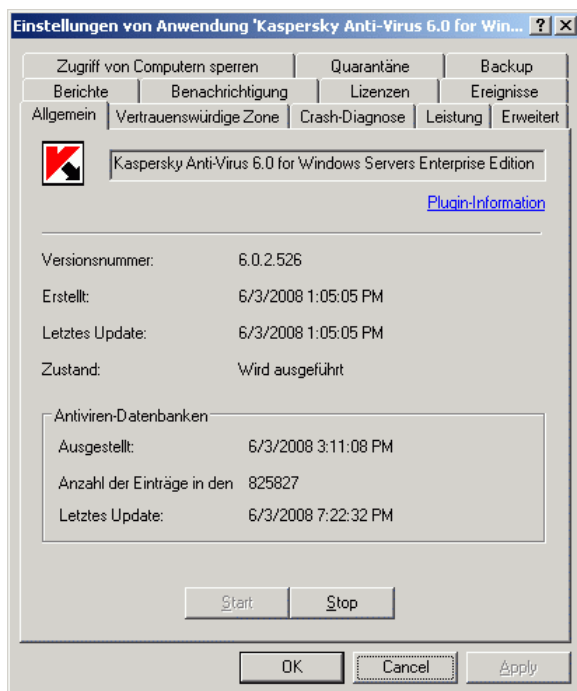 Einstellungen von Anwendung 'Kaspersky Anti-Virus 6.0 for Win...
Zugriff von Computern sperren Quarantäne Backup
Berichte Benachrichtigung Lizenzen Ereignisse
Allgemein Vertrauenswürdige Zone Crash-Diagnose Leistung Erweitert
Kaspersky Anti-Virus 6.0 for Windows Servers Enterprise Edition
Plugin-Information
Versionsnummer: 6.0.2.526
Erstellt: 6/3/2008 1:05:05 PM
Letztes Update: 6/3/2008 1:05:05 PM
Zustand: Wird ausgeführt
Antiviren-Datenbanken
Ausgestellt: 6/3/2008 3:11:08 PM
Anzahl der Einträge in den 825827
Letztes Update: 6/3/2008 7:22:32 PM
Start Stop
OK Cancel Apply